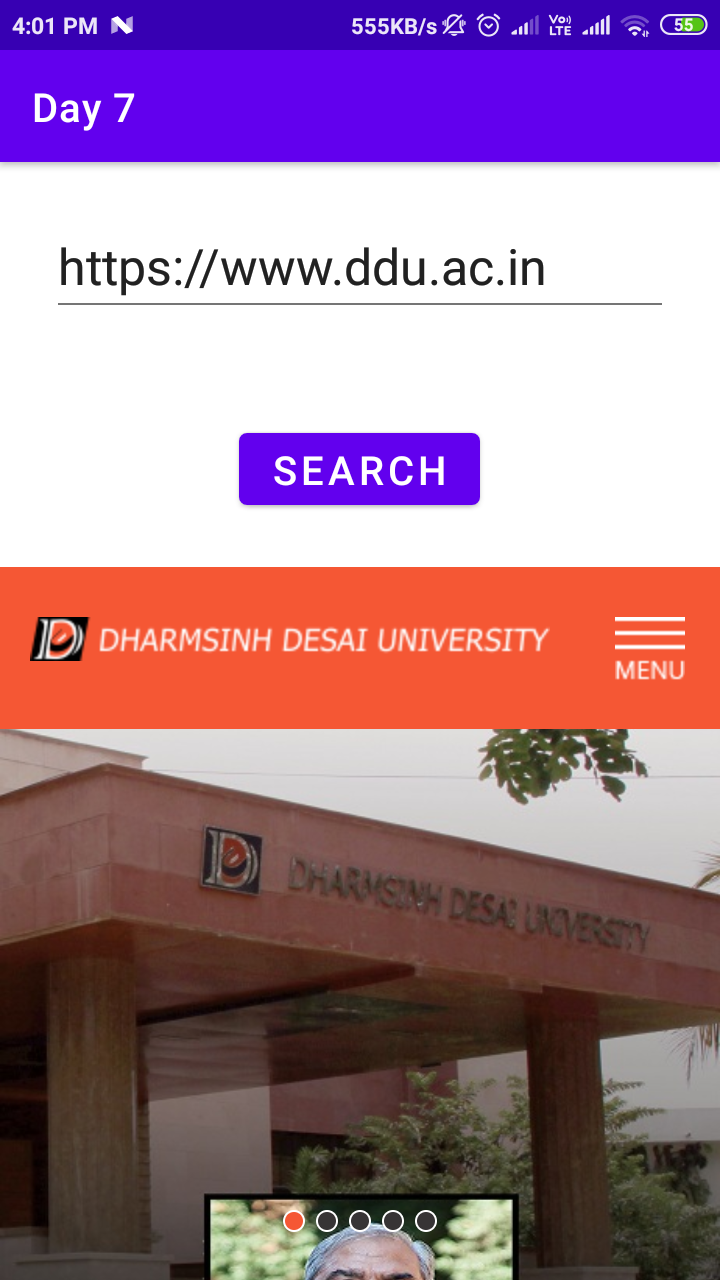 4:01 PM 555KB/s Vo) LTE 55
Day 7
https://www.ddu.ac.in
SEARCH
D DHARMSINH DESAI UNIVERSITY
MENU
D DHARMSINH DESAI UNIVERSITY